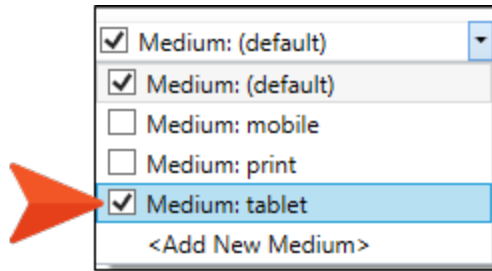 Medium: (default)
Medium: (default)
Medium: mobile
Medium: print
Medium: tablet
<Add New Medium>